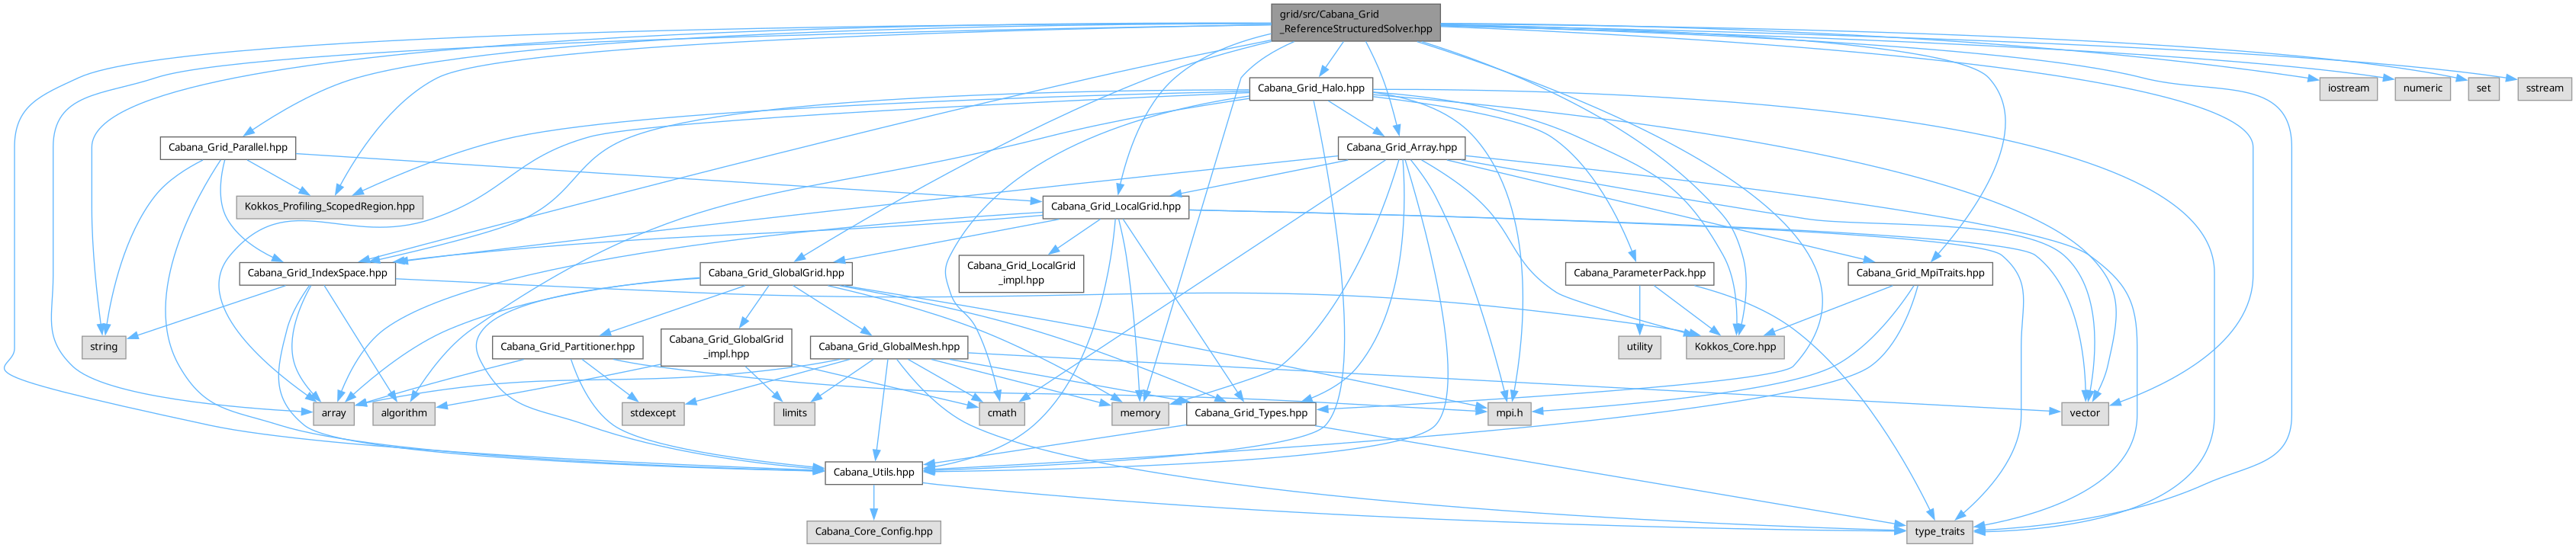 grid/src/Cabana_Grid
_ReferenceStructuredSolver.hpp
Cabana_Grid_Halo.hpp
iostream
numeric
set
sstream
Cabana_Grid_Parallel.hpp
Cabana_Grid_Array.hpp
Kokkos_Profiling_ScopedRegion.hpp
Cabana_Grid_LocalGrid.hpp
Cabana_Grid_IndexSpace.hpp
Cabana_Grid_GlobalGrid.hpp
Cabana_Grid_LocalGrid
_impl.hpp
Cabana_ParameterPack.hpp
Cabana_Grid_MpiTraits.hpp
string
Cabana_Grid_Partitioner.hpp
Cabana_Grid_GlobalGrid
_impl.hpp
Cabana_Grid_GlobalMesh.hpp
utility
Kokkos_Core.hpp
array
algorithm
stdexcept
limits
cmath
memory
Cabana_Grid_Types.hpp
mpi.h
vector
Cabana_Utils.hpp
Cabana_Core_Config.hpp
type_traits